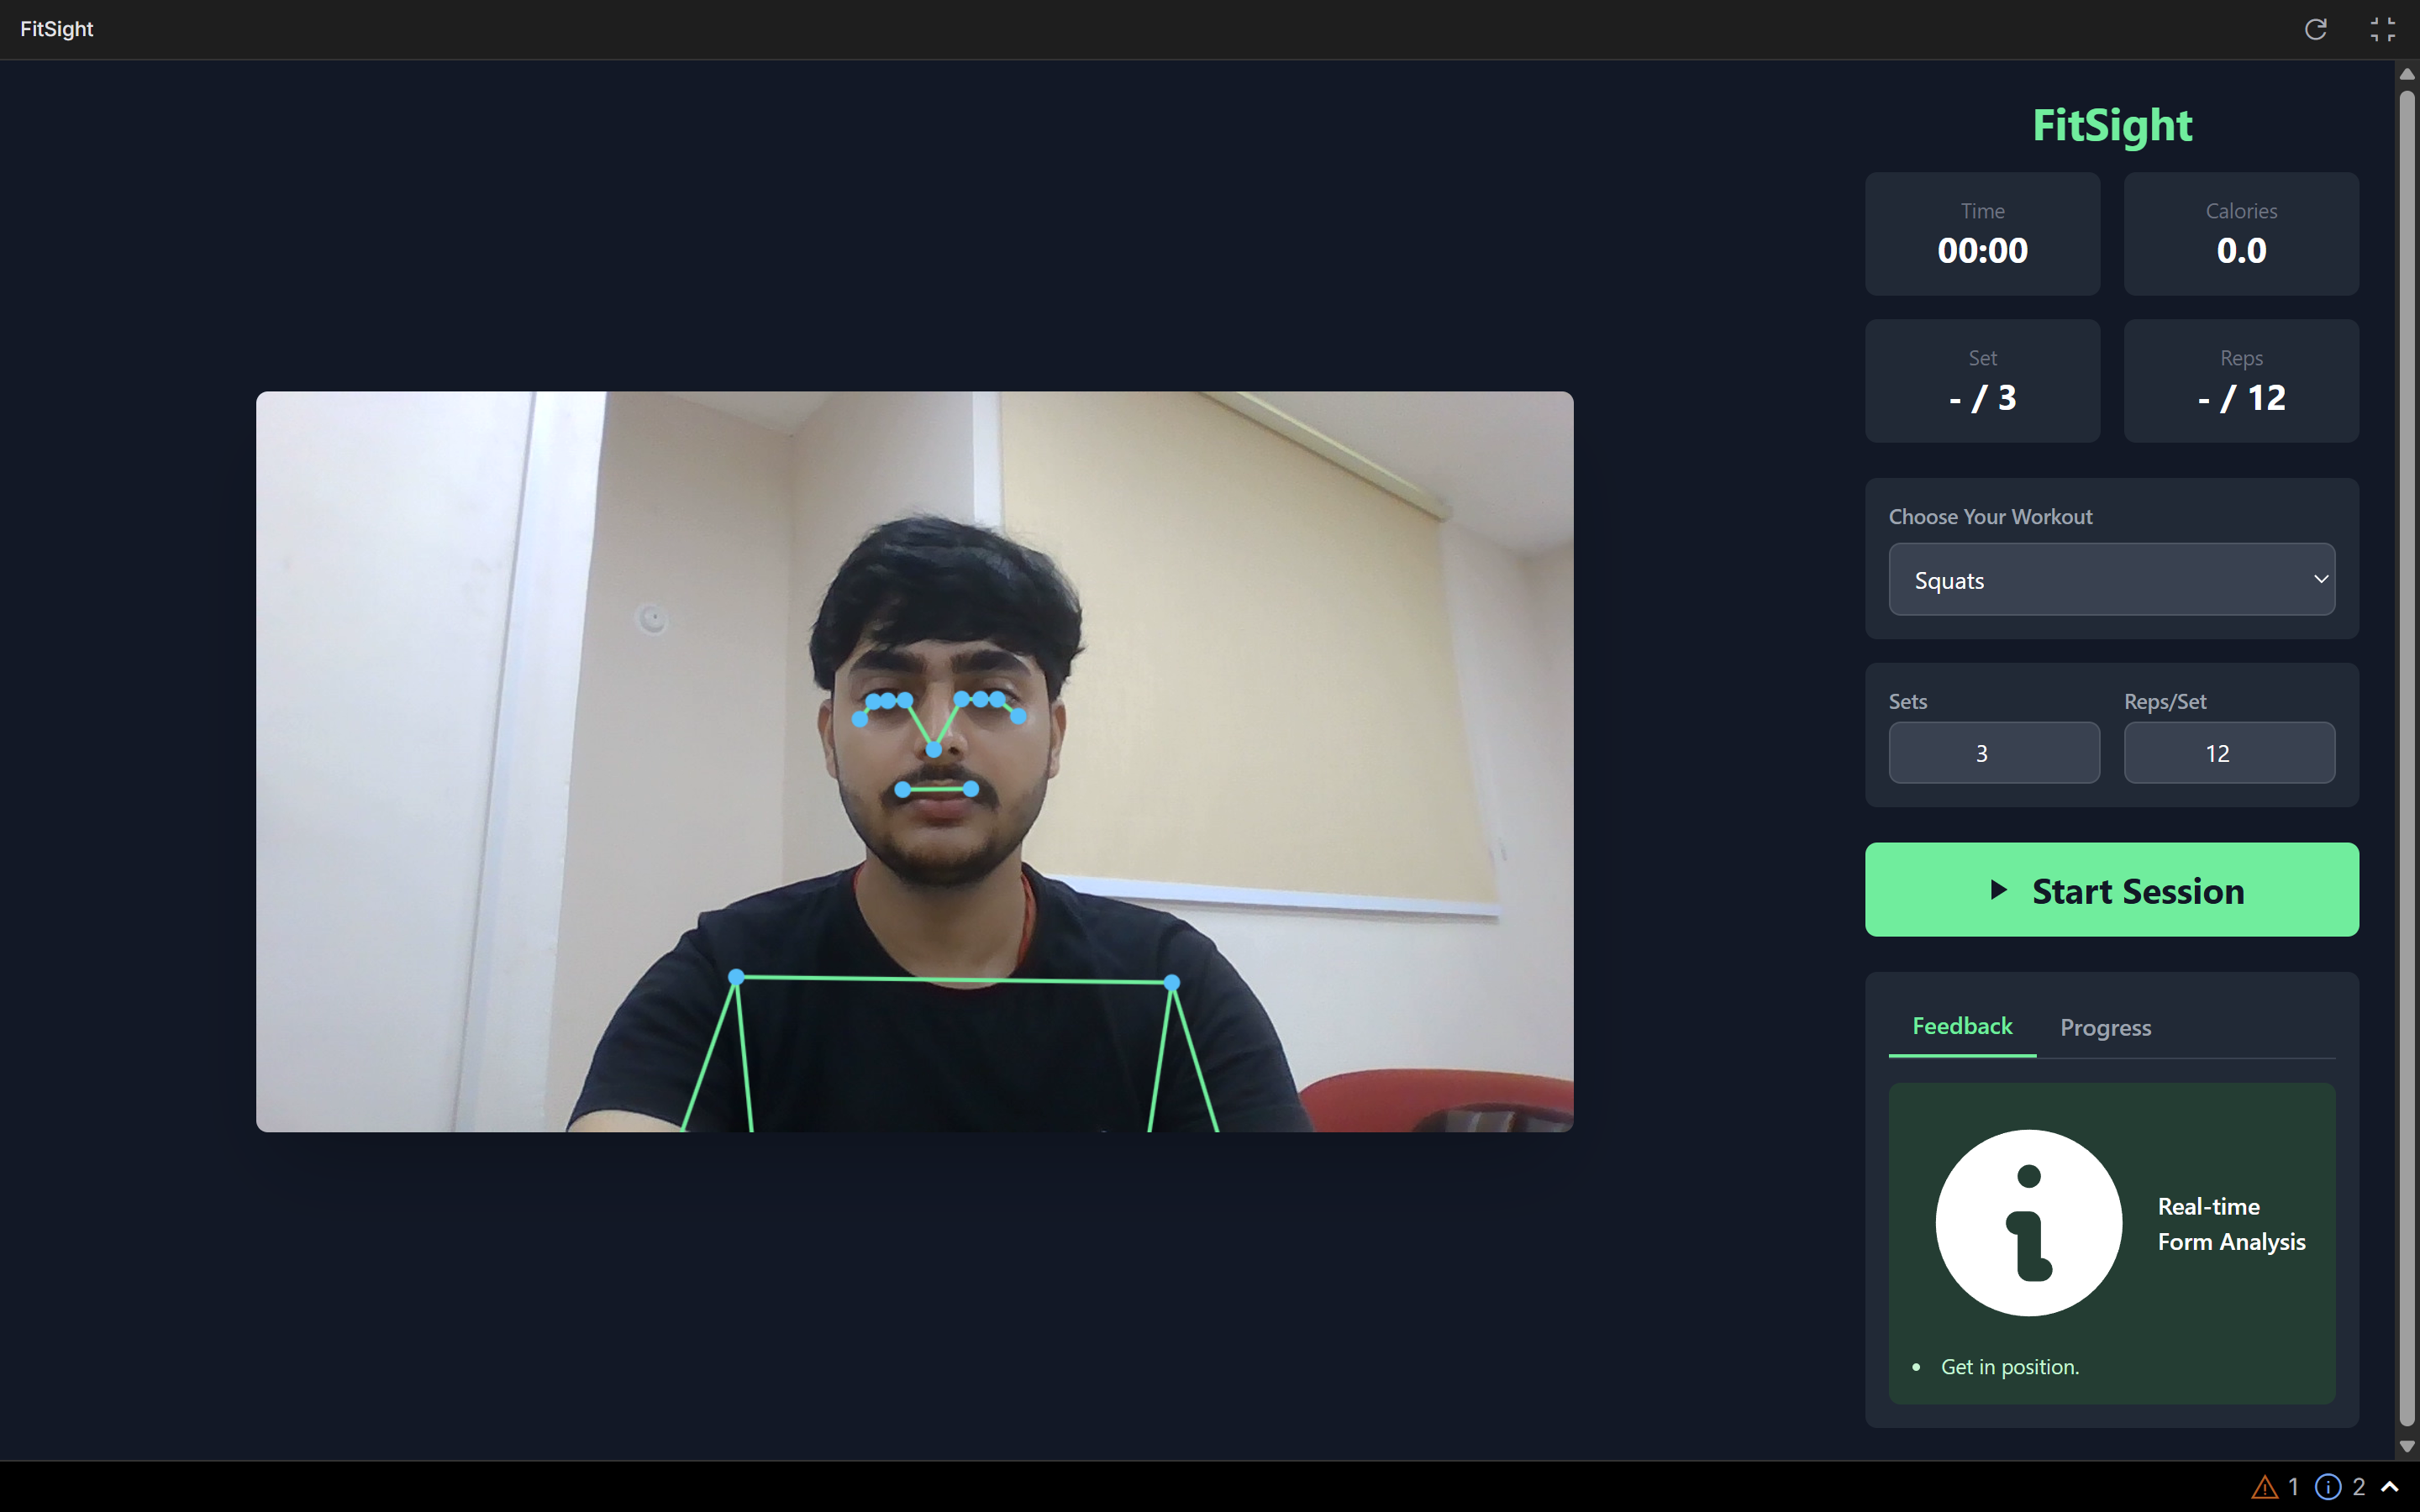 FitSight
FitSight
Time
00:00
Calories
0.0
Set
- / 3
Reps
- / 12
Choose Your Workout
Squats
Sets
3
Reps/Set
12
Start Session
Feedback
Progress
Real-time
Form Analysis
• Get in position.
1
2